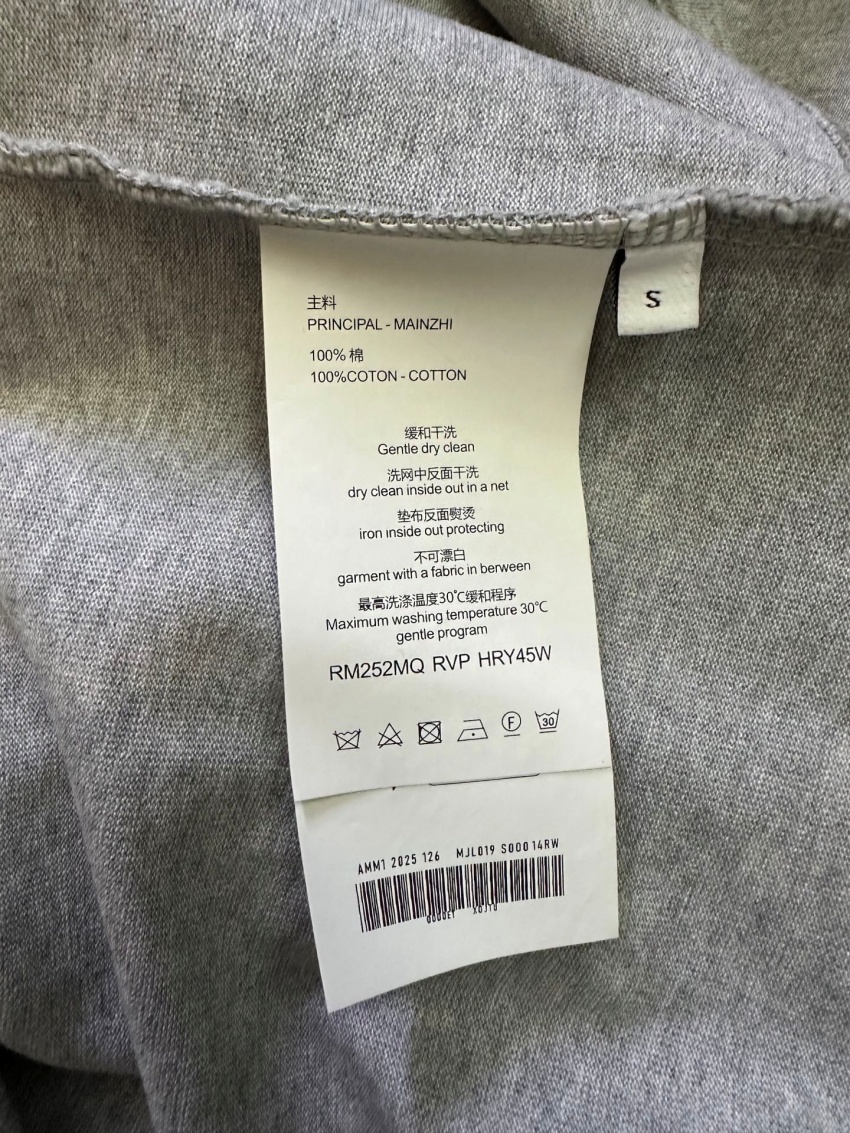 S
主料
PRINCIPAL - MAINZHI
100% 棉
100%COTON - COTTON
缓和干洗
Gentle dry clean
洗网中反面干洗
dry clean inside out in a net
垫布反面熨烫
iron inside out protecting
不可漂白
garment with a fabric in berween
最高洗涤温度30℃缓和程序
Maximum washing temperature 30℃
gentle program
RM252MQ RVP HRY45W
F
30
AMM1 2025 126 MJL019 S000 14RW